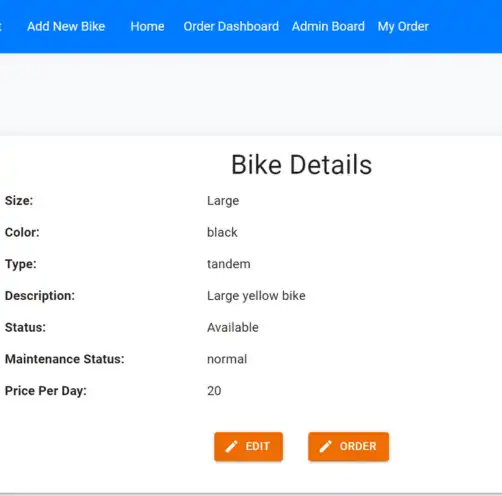 Add New Bike Home Order Dashboard Admin Board My Order
Bike Details
Size: Large
Color: black
Type: tandem
Description: Large yellow bike
Status: Available
Maintenance Status: normal
Price Per Day: 20
EDIT ORDER